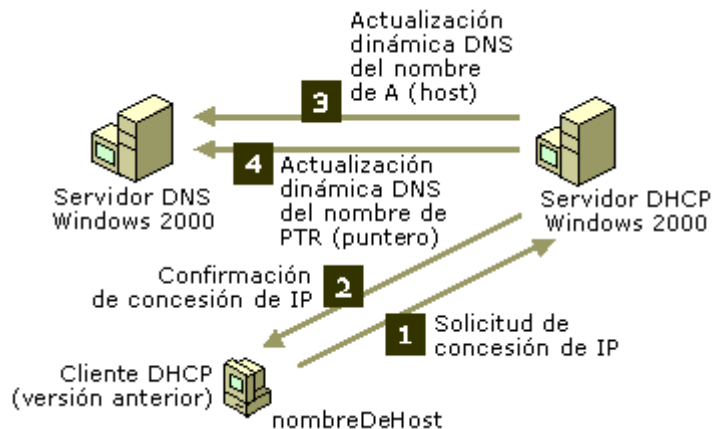 Actualización
dinámica DNS
del nombre
de A (host)
3
4
Actualización
dinámica DNS
del nombre de
PTR (puntero)
Servidor DNS
Windows 2000
Servidor DHCP
Windows 2000
Confirmación
de concesión de IP
2
1
Solicitud de
concesión de IP
Cliente DHCP
(versión anterior)
nombreDeHost